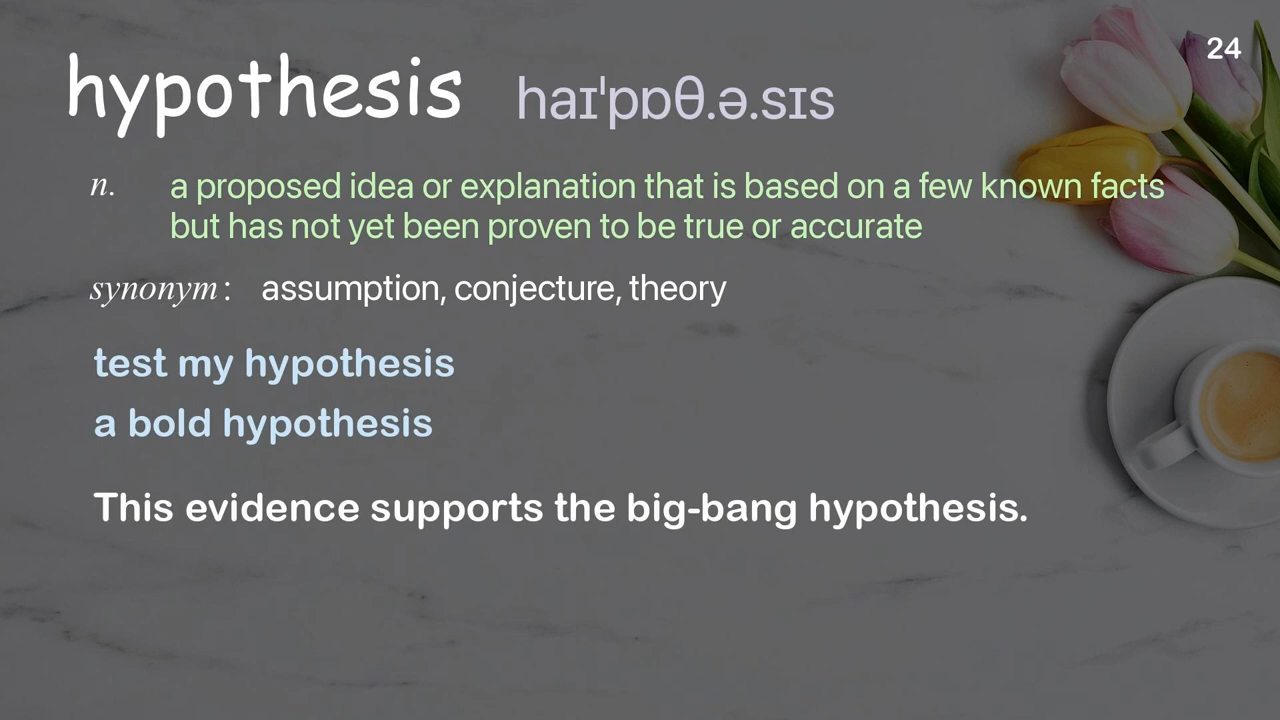 24
hypothesis haɪˈpɒθ.ə.sɪs
n. a proposed idea or explanation that is based on a few known facts
but has not yet been proven to be true or accurate
synonym: assumption, conjecture, theory
test my hypothesis
a bold hypothesis
This evidence supports the big-bang hypothesis.